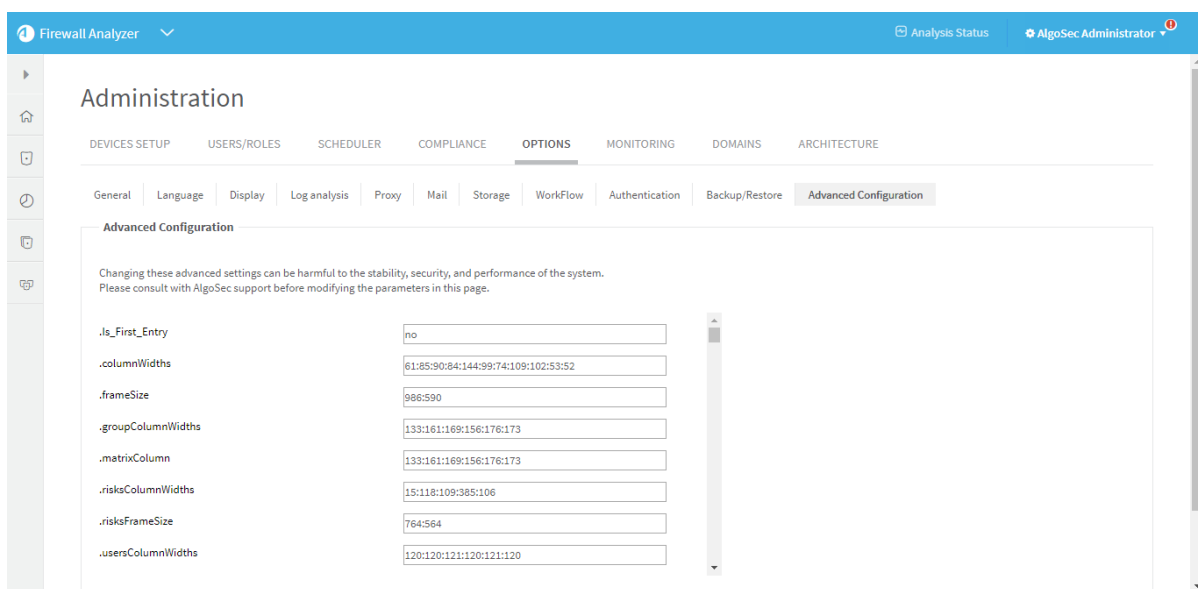 Firewall Analyzer
Analysis Status
AlgoSec Administrator
Administration
DEVICES SETUP USERS/ROLES SCHEDULER COMPLIANCE OPTIONS MONITORING DOMAINS ARCHITECTURE
General Language Display Log analysis Proxy Mail Storage WorkFlow Authentication Backup/Restore Advanced Configuration
Advanced Configuration
Changing these advanced settings can be harmful to the stability, security, and performance of the system.
Please consult with AlgoSec support before modifying the parameters in this page.
.Is_First_Entry no
.columnWidths 61:85:90:84:144:99:74:109:102:53:52
.frameSize 986:590
.groupColumnWidths 133:161:169:156:176:173
.matrixColumn 133:161:169:156:176:173
.risksColumnWidths 15:118:109:385:106
.risksFrameSize 764:564
.usersColumnWidths 120:120:121:120:121:120